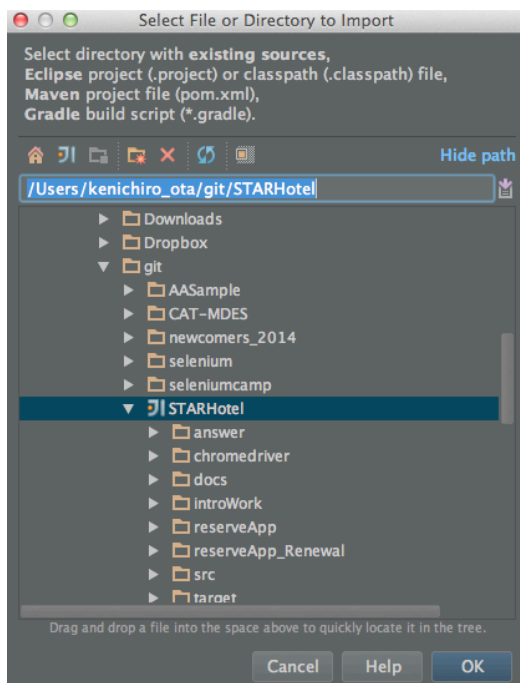 Select File or Directory to Import
Select directory with existing sources,
Eclipse project (.project) or classpath (.classpath) file,
Maven project file (pom.xml),
Gradle build script (*.gradle).
Hide path
/Users/kenichiro_ota/git/STARHotel
Downloads
Dropbox
git
AASample
CAT-MDES
newcomers_2014
selenium
seleniumcamp
STARHotel
answer
chromedriver
docs
introWork
reserveApp
reserveApp_Renewal
src
target
Drag and drop a file into the space above to quickly locate it in the tree.
Cancel Help OK